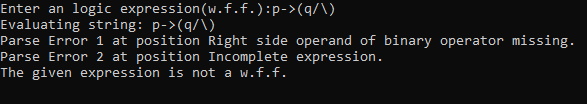 Enter an logic expression(w.f.f.):p->(q/\)
Evaluating string: p->(q/\)
Parse Error 1 at position Right side operand of binary operator missing.
Parse Error 2 at position Incomplete expression.
The given expression is not a w.f.f.